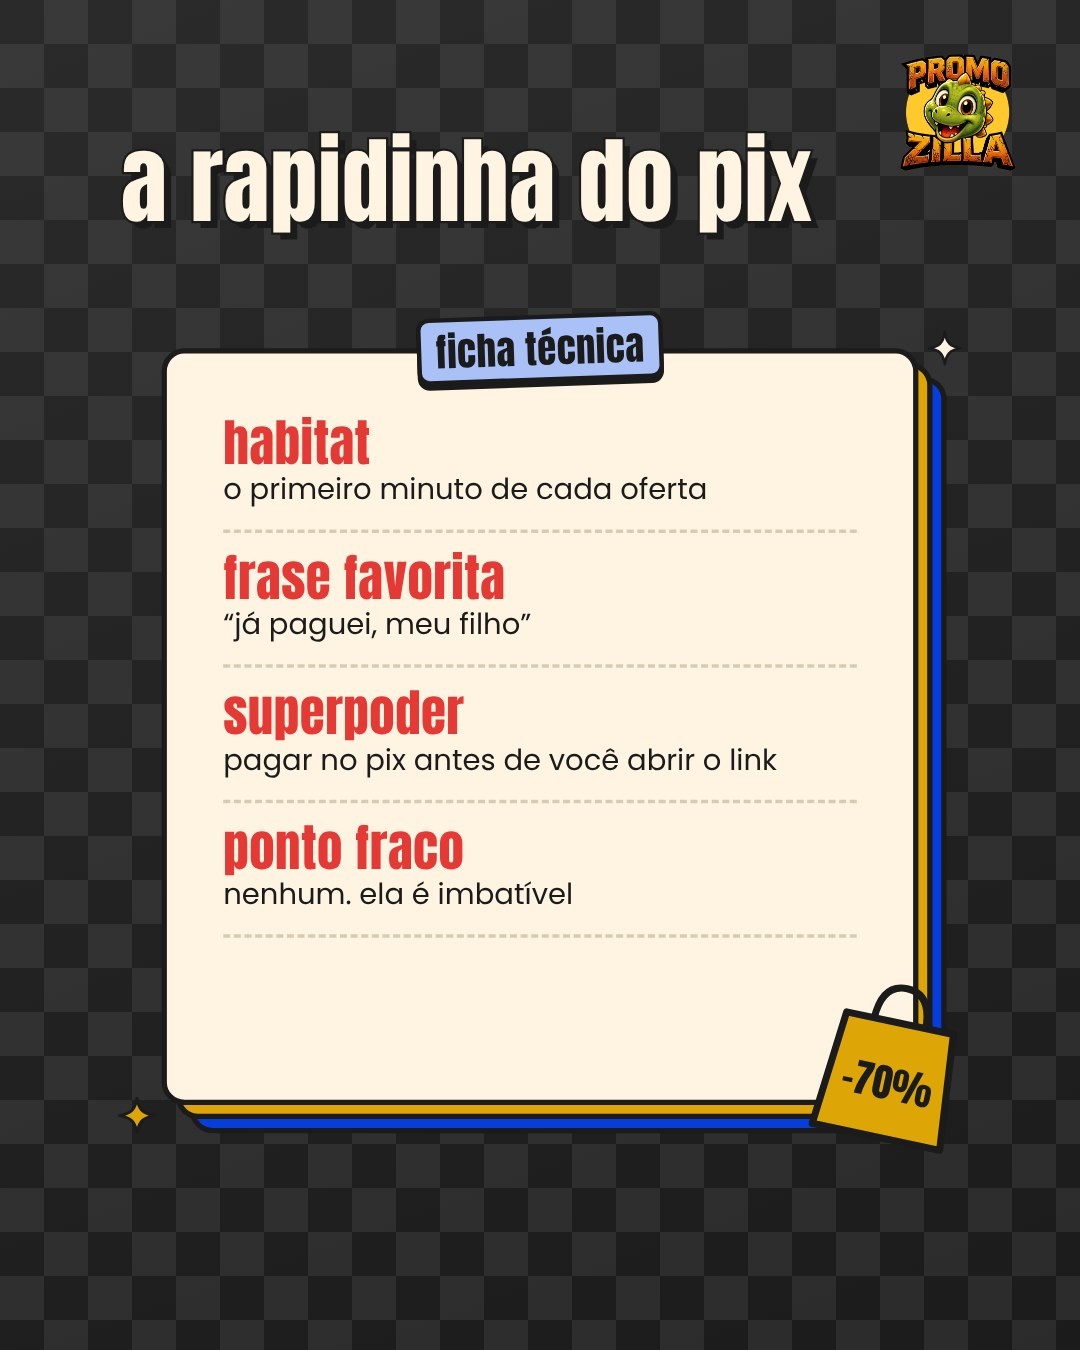 PROMO
ZILLA
a rapidinha do pix
ficha técnica
habitat
o primeiro minuto de cada oferta
frase favorita
“já paguei, meu filho”
superpoder
pagar no pix antes de você abrir o link
ponto fraco
nenhum. ela é imbatível
-70%